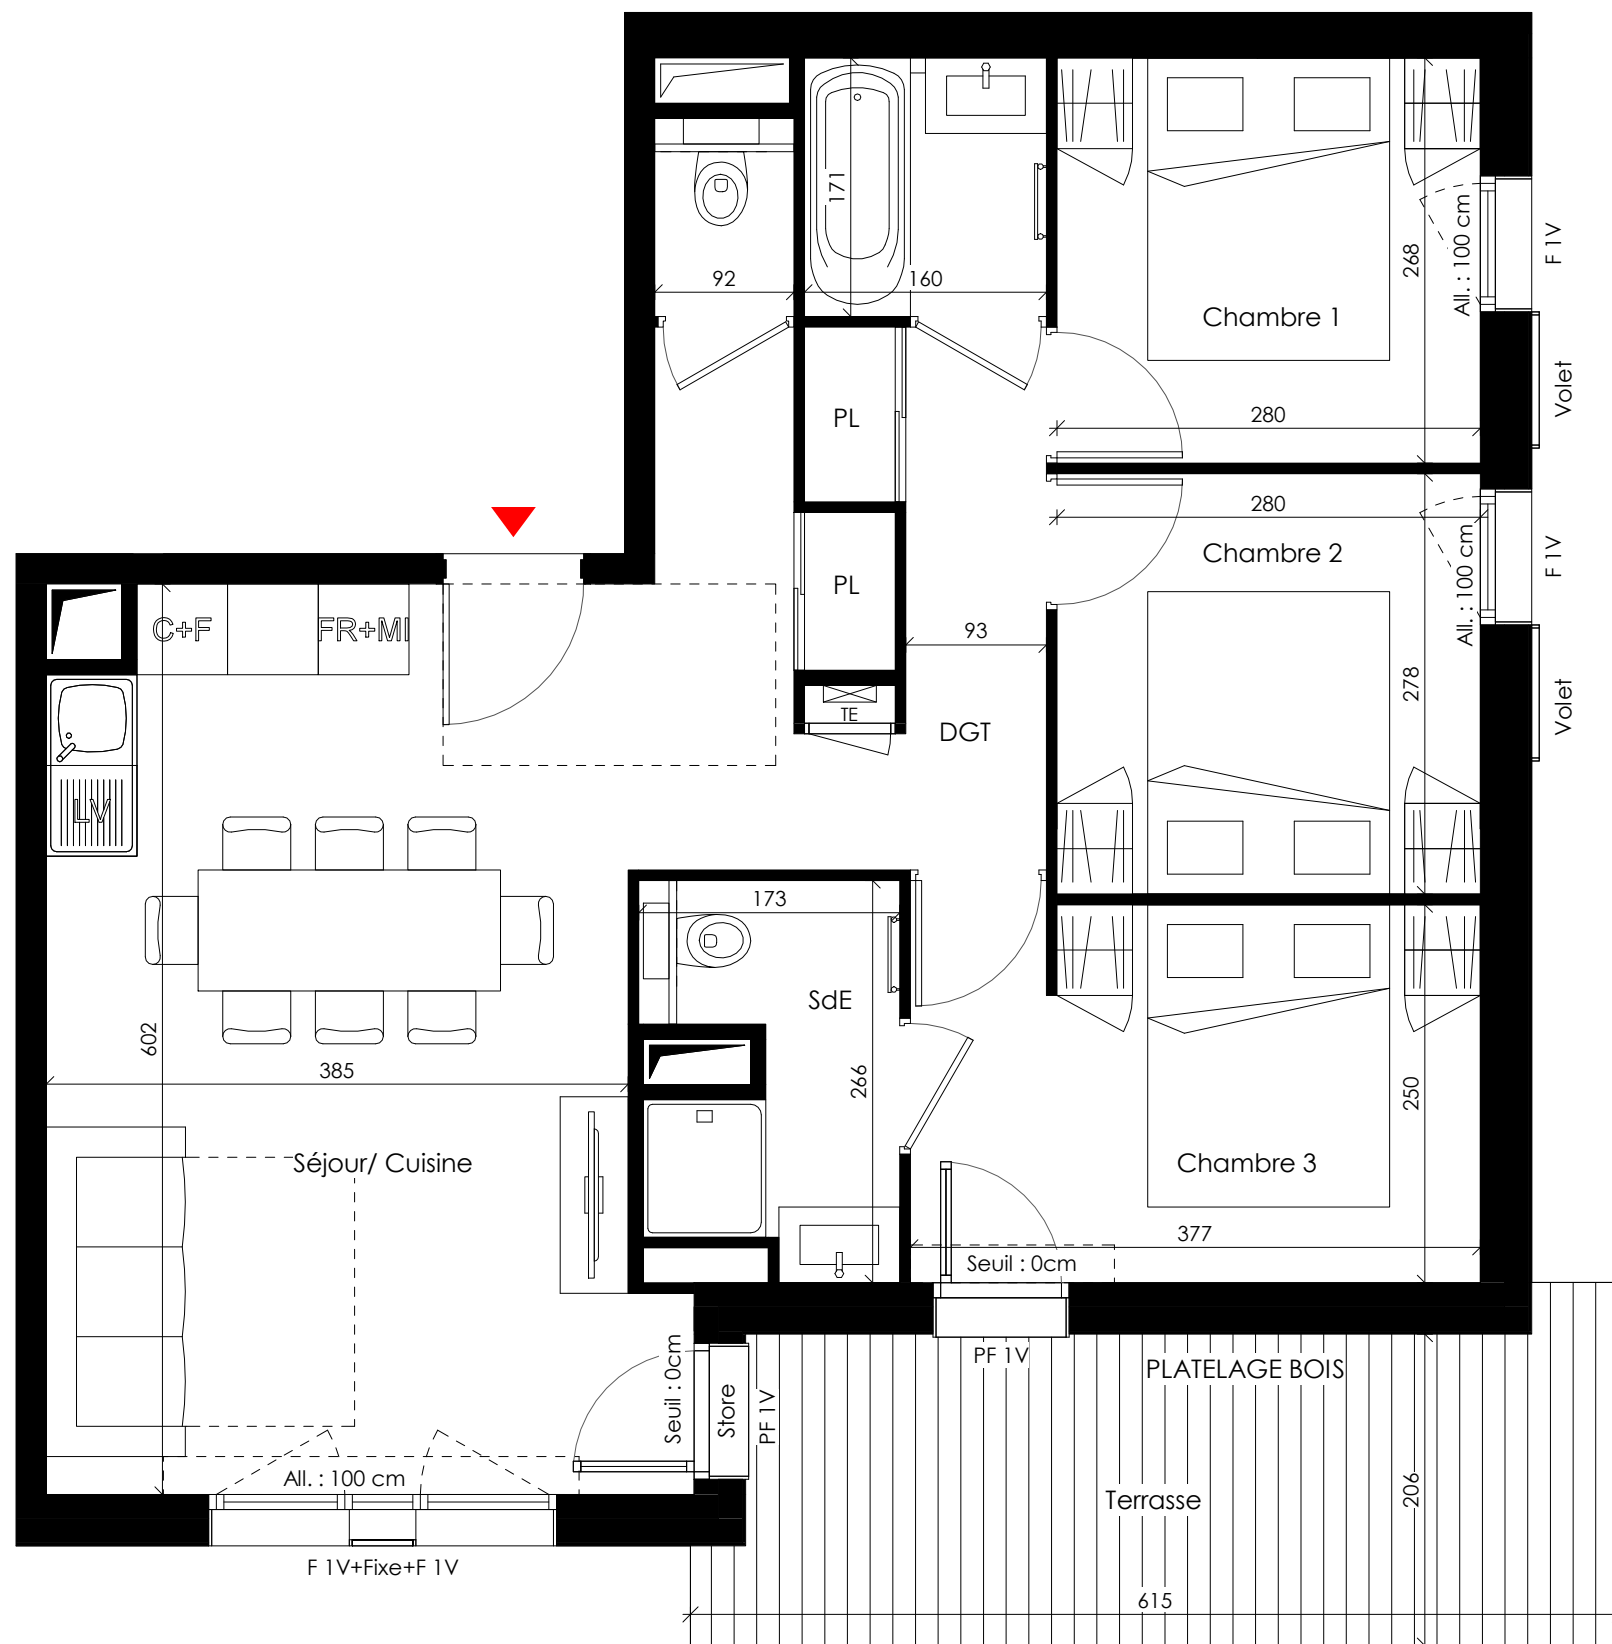 171
92
160
268
All. : 100 cm
F 1V
Chambre 1
Volet
280
PL
280
Chambre 2
All. : 100 cm
F 1V
PL
C+F
FR+MI
93
278
Volet
TE
DGT
LV
173
SdE
602
385
266
250
Séjour/ Cuisine
Chambre 3
377
Seuil : 0cm
PF 1V
PLATELAGE BOIS
Seuil : 0cm
Store
PF 1V
All. : 100 cm
Terrasse
206
F 1V+Fixe+F 1V
615